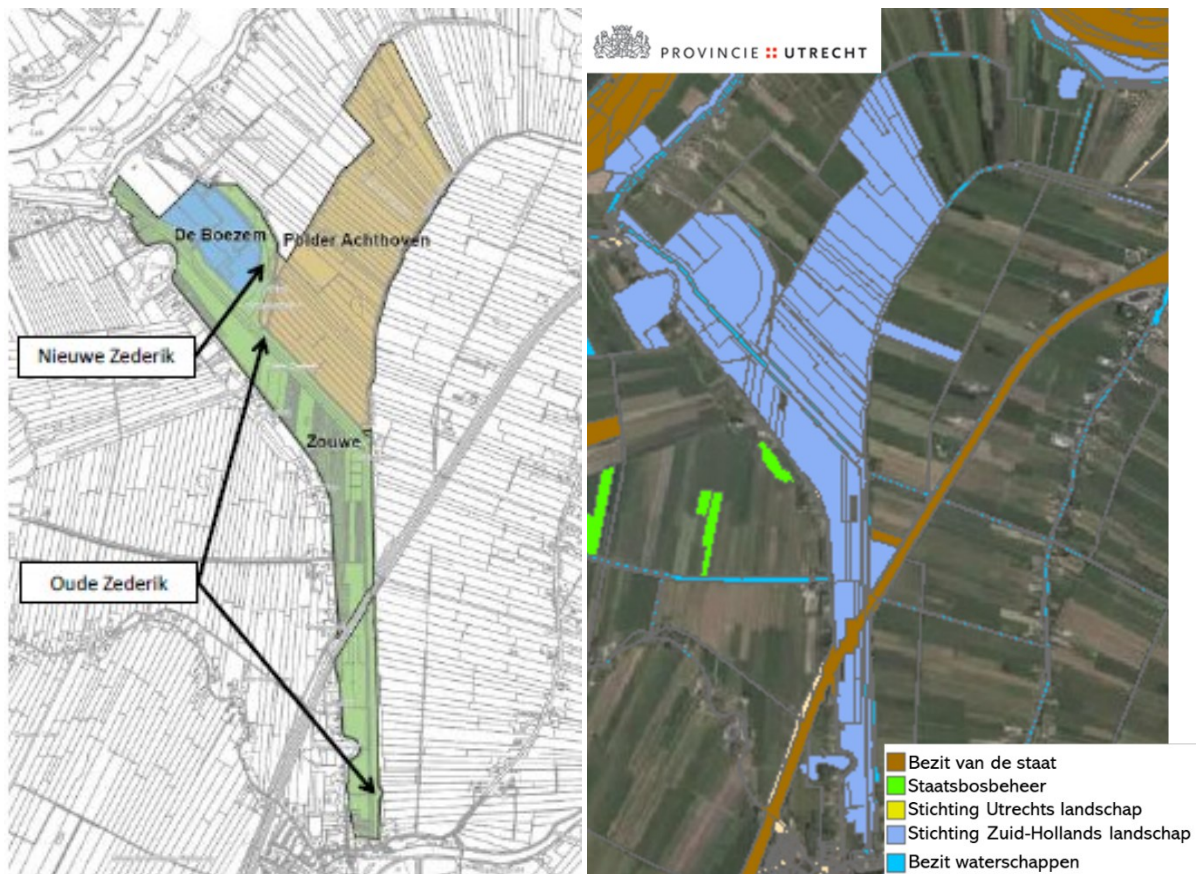 De Boezem
Polder Achthoven
Nieuwe Zederik
Zouwe
Oude Zederik
PROVINCIE UTRECHT
Bezit van de staat
Staatsbosbeheer
Stichting Utrechts landschap
Stichting Zuid-Hollands landschap
Bezit waterschappen